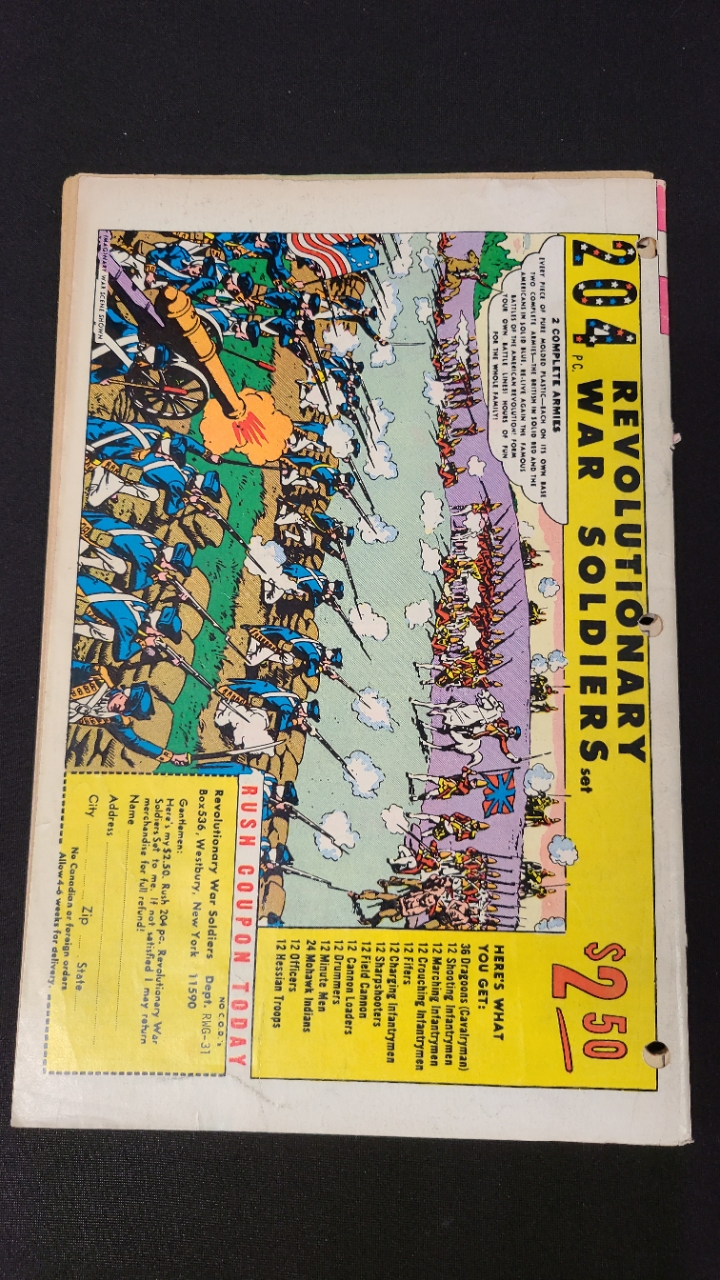 204 PC. REVOLUTIONARY
WAR SOLDIERS set
$2 50
2 COMPLETE ARMIES
EVERY PIECE OF PURE MOLDED PLASTIC—EACH ON ITS OWN BASE
TWO COMPLETE ARMIES—THE BRITISH IN SOLID RED AND THE
AMERICANS IN SOLID BLUE. RE-LIVE AGAIN THE FAMOUS
BATTLES OF THE AMERICAN REVOLUTION! FORM
YOUR OWN BATTLE LINES! HOURS OF FUN
FOR THE WHOLE FAMILY!
IMAGINARY WAR SCENE SHOWN
HERE'S WHAT
YOU GET:
36 Dragoons (Cavalryman)
12 Shooting Infantrymen
12 Marching Infantrymen
12 Crouching Infantrymen
12 Fifers
12 Charging Infantrymen
12 Sharpshooters
12 Field Cannon
12 Cannon Loaders
12 Drummers
12 Minute Men
24 Mohawk Indians
12 Officers
12 Hessian Troops
RUSH COUPON TODAY
NO C.O.D.'s
Revolutionary War Soldiers Dept. RWG-31
Box 536, Westbury, New York 11590
Gentlemen:
Here's my $2.50. Rush 204 pc. Revolutionary War
Soldiers Set to me. If not satisfied I may return
merchandise for full refund.
Name
Address
City Zip State
No Canadian or foreign orders
Allow 4-6 weeks for delivery.